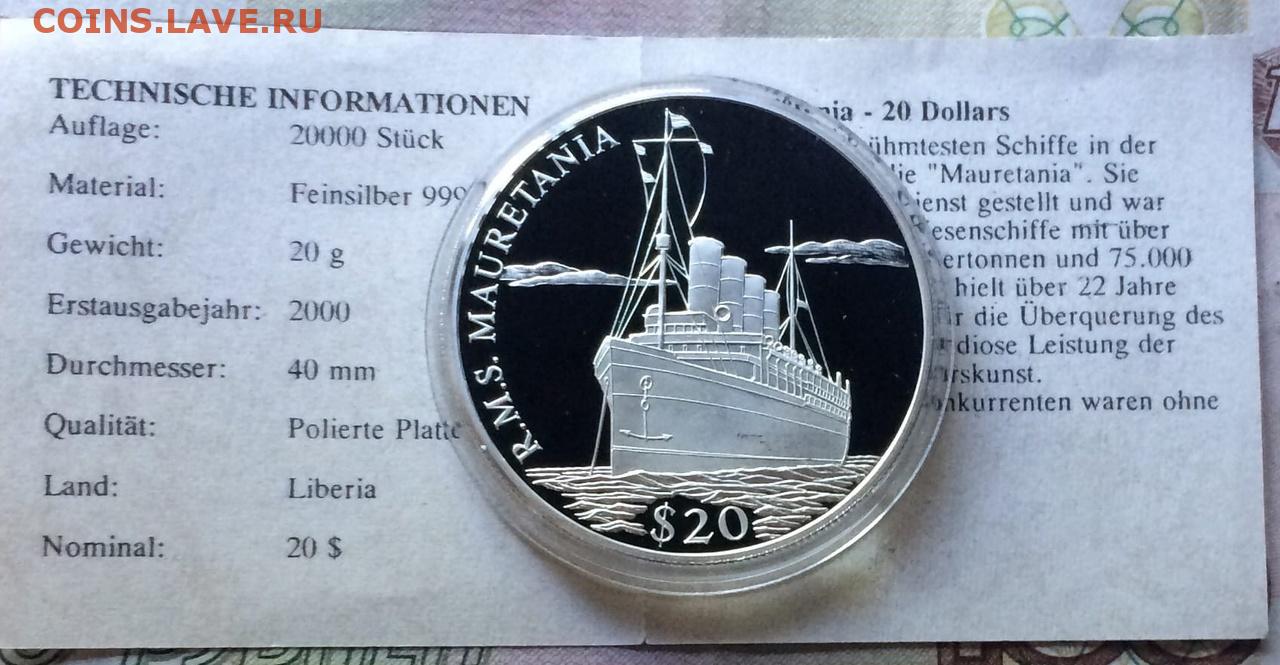 COINS.LAVE.RU
TECHNISCHE INFORMATIONEN
Auflage: 20000 Stück
Material: Feinsilber 999
Gewicht: 20 g
Erstausgabejahr: 2000
Durchmesser: 40 mm
Qualität: Polierte Platte
Land: Liberia
Nominal: 20 $
R.M.S. MAURETANIA
$20
- 20 Dollars
Schiffe in der
"Mauretania". Sie
gestellt und war
mit über
und 75.000
hielt über 22 Jahre
die Überquerung des
Leistung der
waren ohne